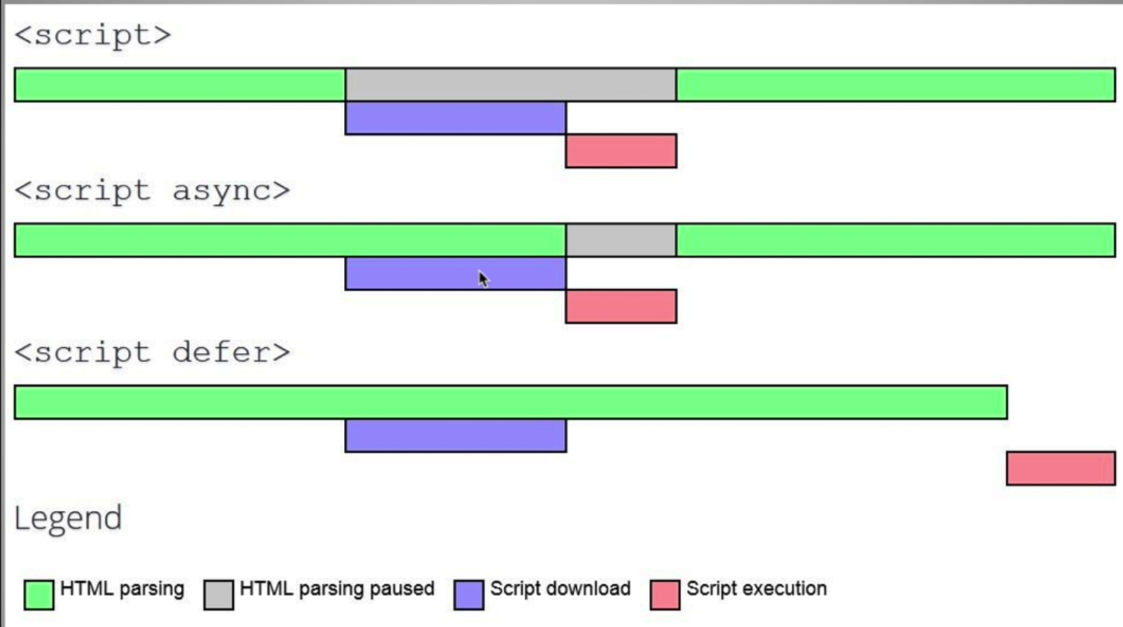 <script>
<script async>
<script defer>
Legend
HTML parsing HTML parsing paused Script download Script execution